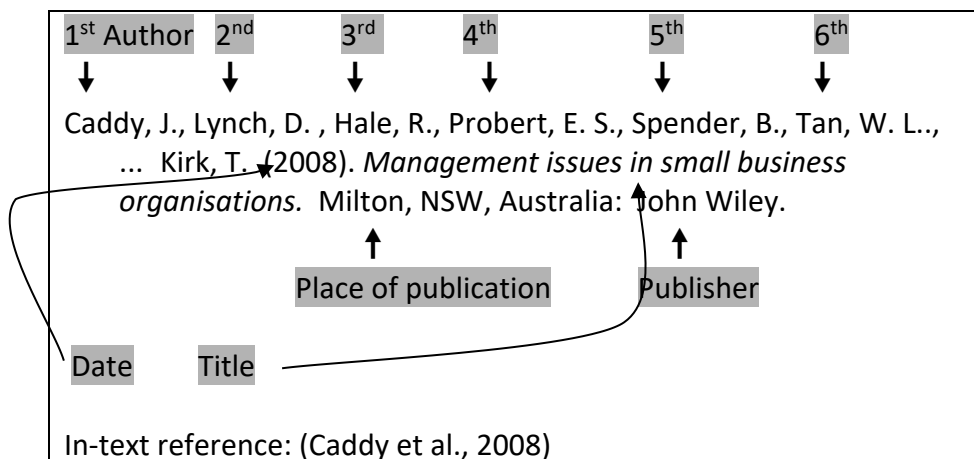 1st Author 2nd 3rd 4th 5th 6th
Caddy, J., Lynch, D. , Hale, R., Probert, E. S., Spender, B., Tan, W. L..,
... Kirk, T. (2008). Management issues in small business
organisations. Milton, NSW, Australia: John Wiley.
Place of publication Publisher
Date Title
In-text reference: (Caddy et al., 2008)